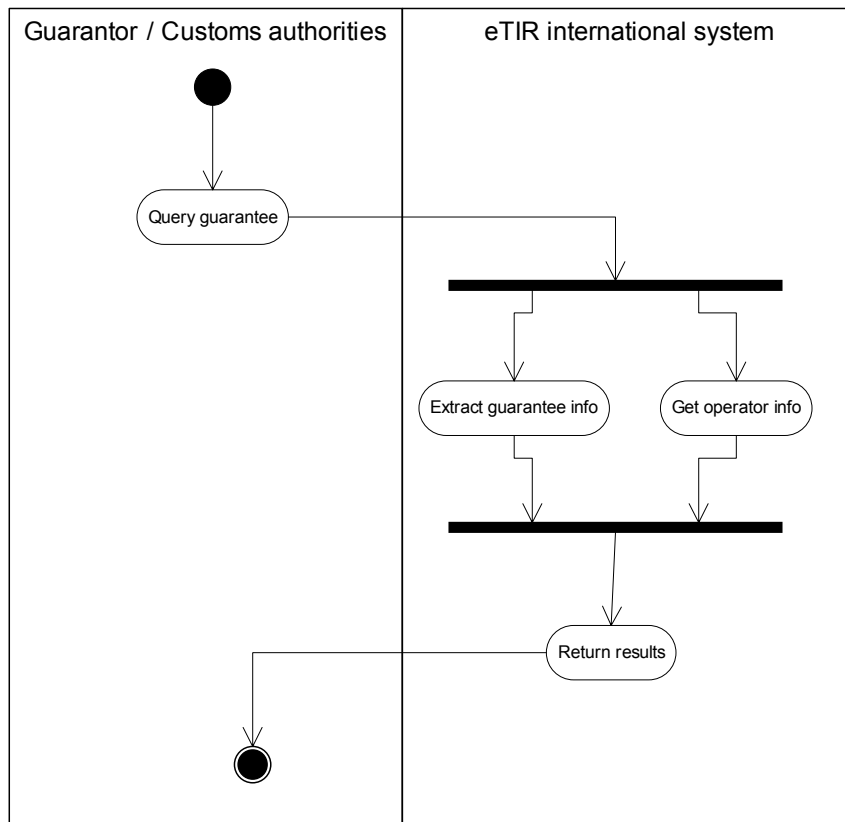 Guarantor / Customs authorities
eTIR international system
Query guarantee
Extract guarantee info
Get operator info
Return results